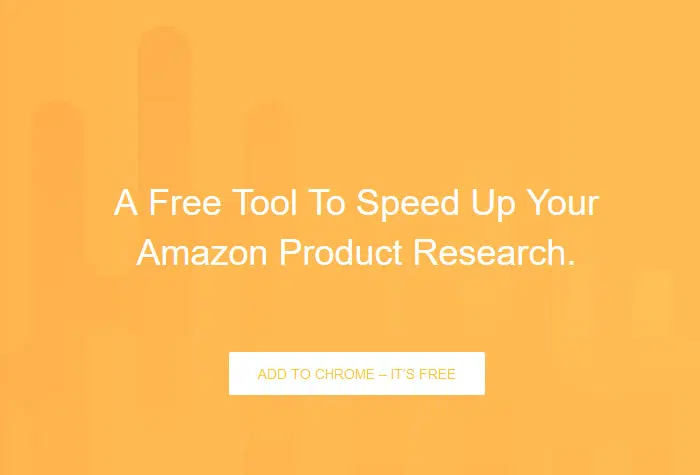 A Free Tool To Speed Up Your
Amazon Product Research.
ADD TO CHROME – IT'S FREE